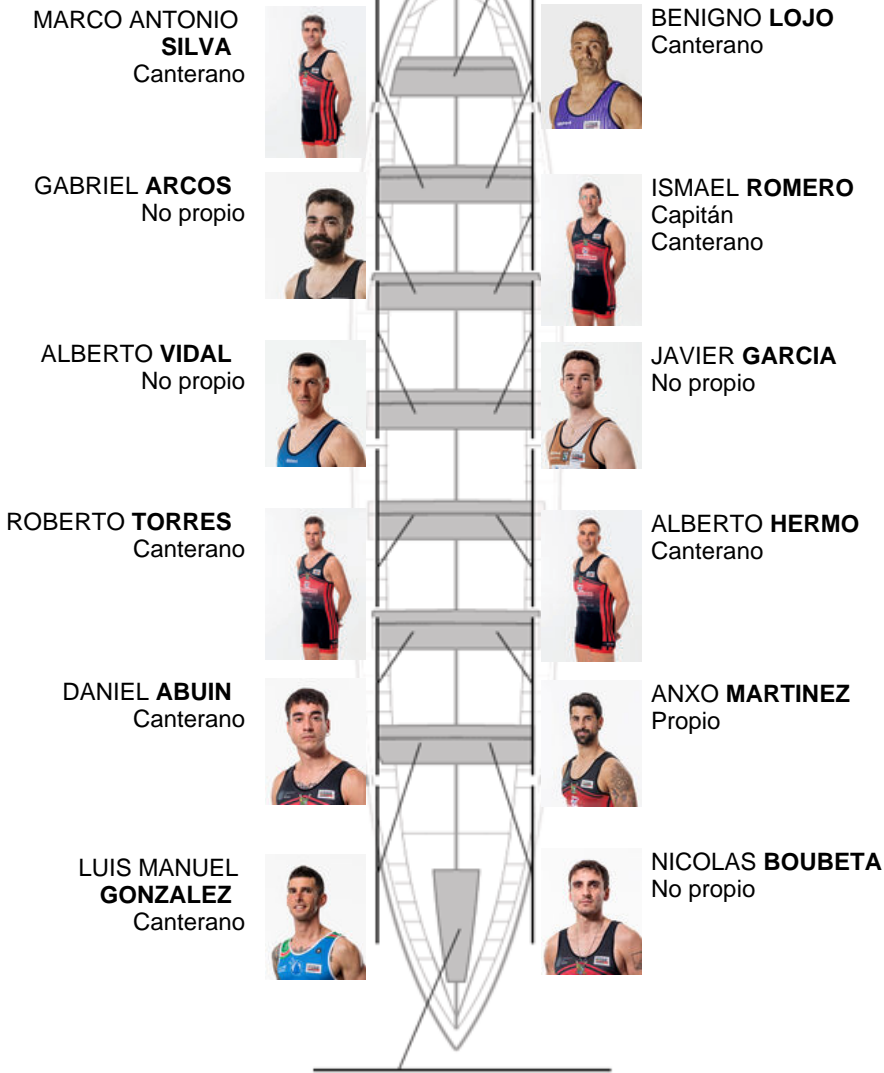 MARCO ANTONIO
SILVA
Canterano
BENIGNO LOJO
Canterano
GABRIEL ARCOS
No propio
ISMAEL ROMERO
Capitán
Canterano
ALBERTO VIDAL
No propio
JAVIER GARCIA
No propio
ROBERTO TORRES
Canterano
ALBERTO HERMO
Canterano
DANIEL ABUIN
Canterano
ANXO MARTINEZ
Propio
LUIS MANUEL
GONZALEZ
Canterano
NICOLAS BOUBETA
No propio